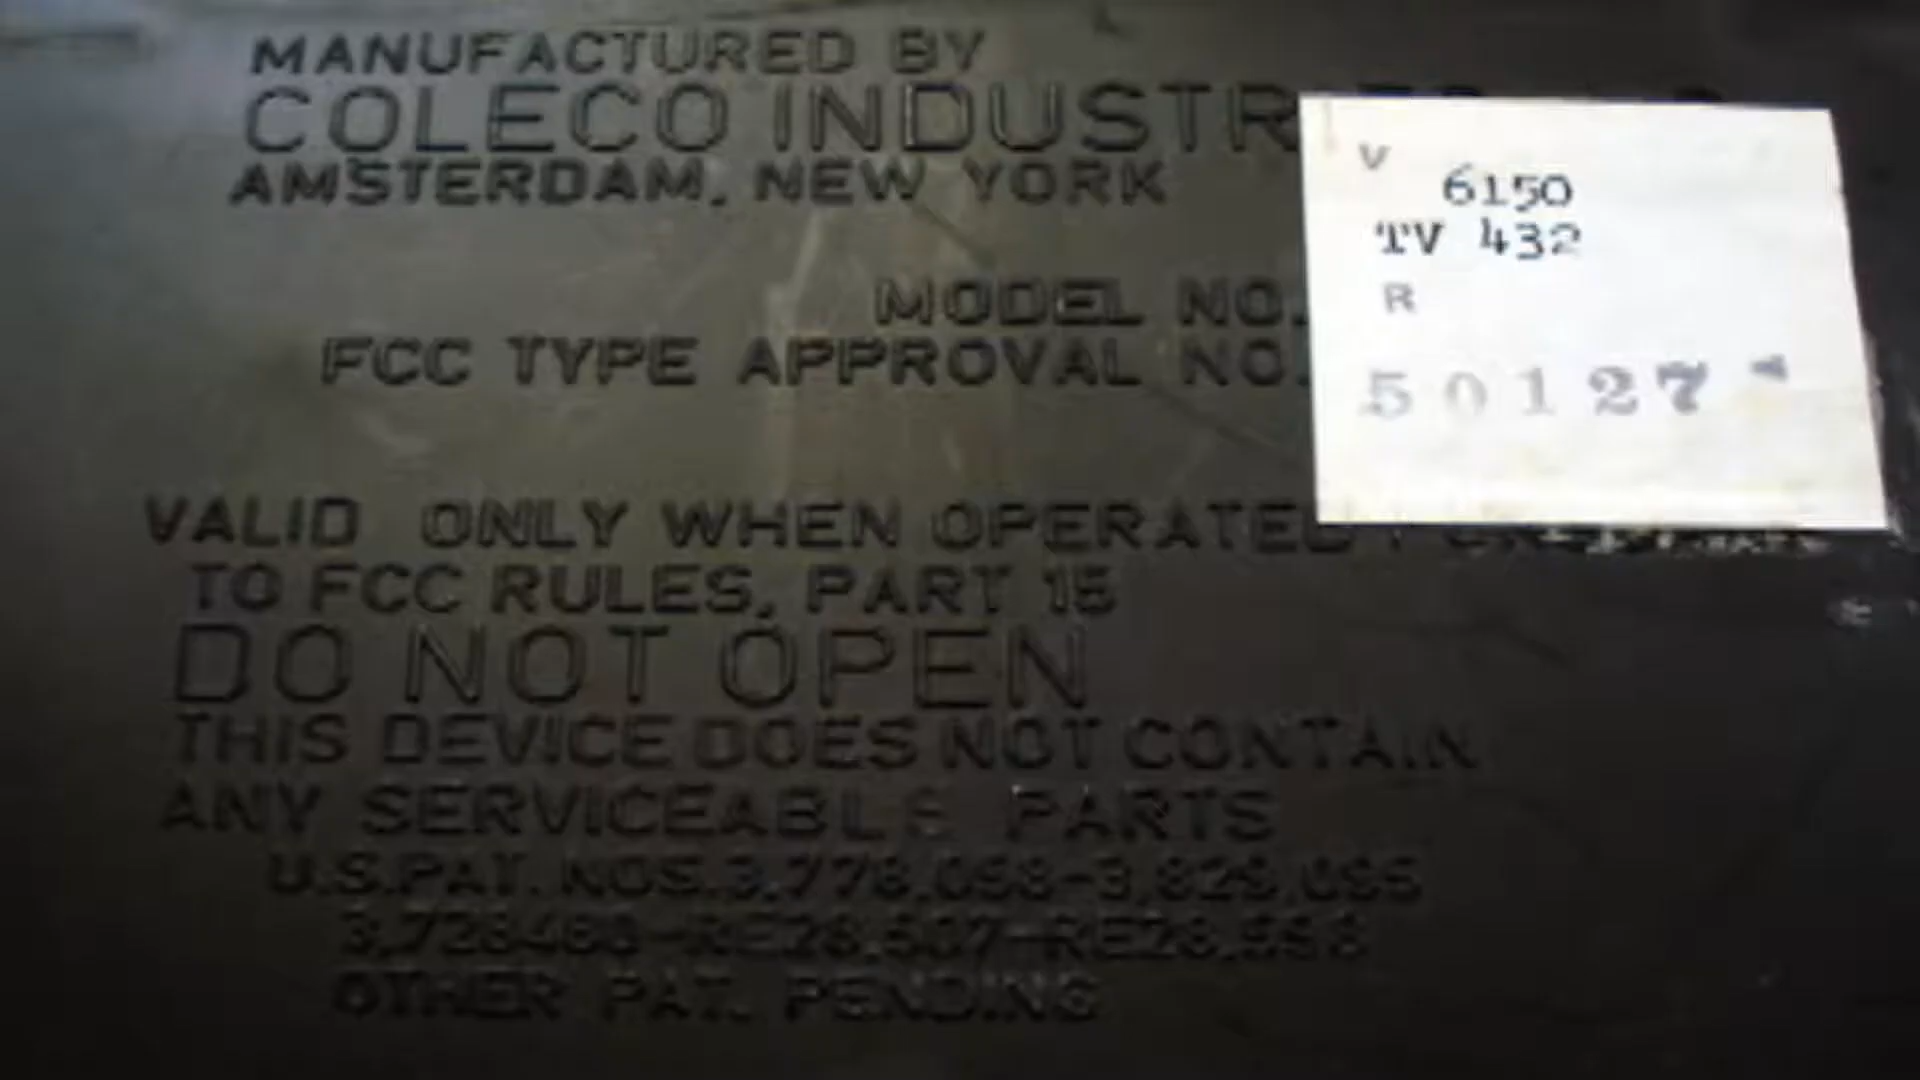 MANUFACTURED BY
COLECO INDUSTR
AMSTERDAM, NEW YORK
MODEL NO.
FCC TYPE APPROVAL NO.
V
6150
TV 432
R
50127
VALID ONLY WHEN OPERATED
TO FCC RULES, PART 15
DO NOT OPEN
THIS DEVICE DOES NOT CONTAIN
ANY SERVICEABLE PARTS
U.S.PAT. NOS.
OTHER PAT. PENDING